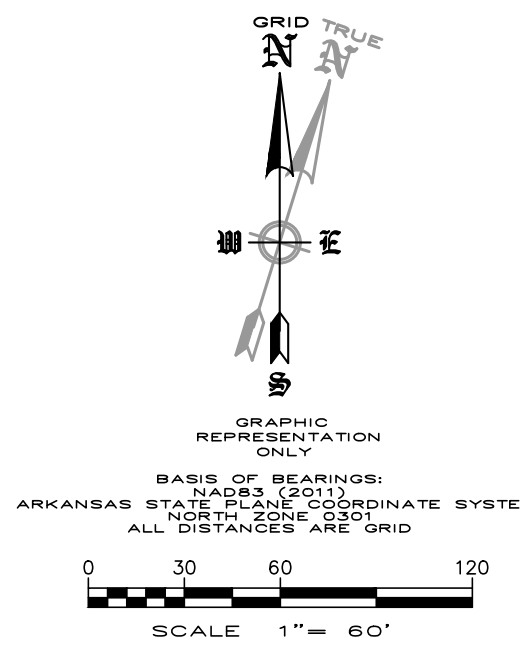 GRID TRUE
N N
W E
S
GRAPHIC
REPRESENTATION
ONLY
BASIS OF BEARINGS:
NAD83 (2011)
ARKANSAS STATE PLANE COORDINATE SYSTE
NORTH ZONE 0301
ALL DISTANCES ARE GRID
0 30 60 120
SCALE 1"= 60'